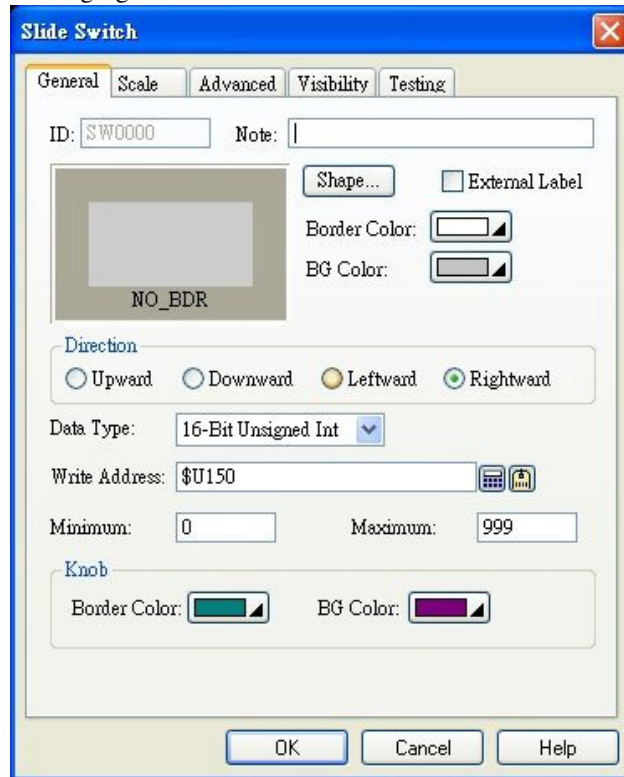 Slide Switch
General Scale Advanced Visibility Testing
ID: SW0000 Note:
Shape... External Label
Border Color:
BG Color:
NO_BDR
Direction
Upward Downward Leftward Rightward
Data Type: 16-Bit Unsigned Int
Write Address: $U150
Minimum: 0 Maximum: 999
Knob
Border Color: BG Color:
OK Cancel Help